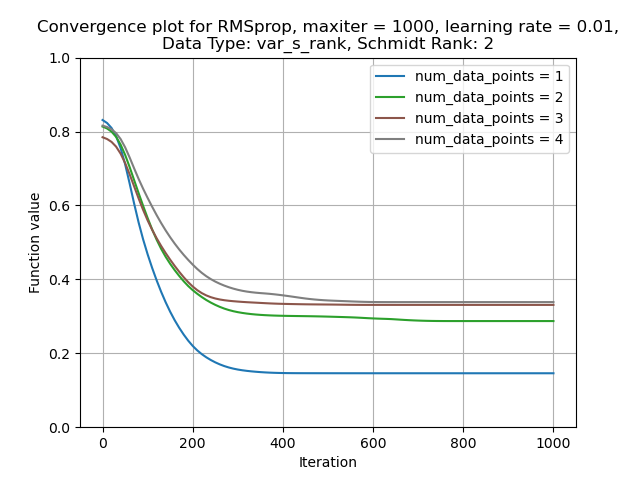 Convergence plot for RMSprop, maxiter = 1000, learning rate = 0.01,
Data Type: var_s_rank, Schmidt Rank: 2
num_data_points = 1
num_data_points = 2
num_data_points = 3
num_data_points = 4
Function value
1.0
0.8
0.6
0.4
0.2
0.0
0 200 400 600 800 1000
Iteration